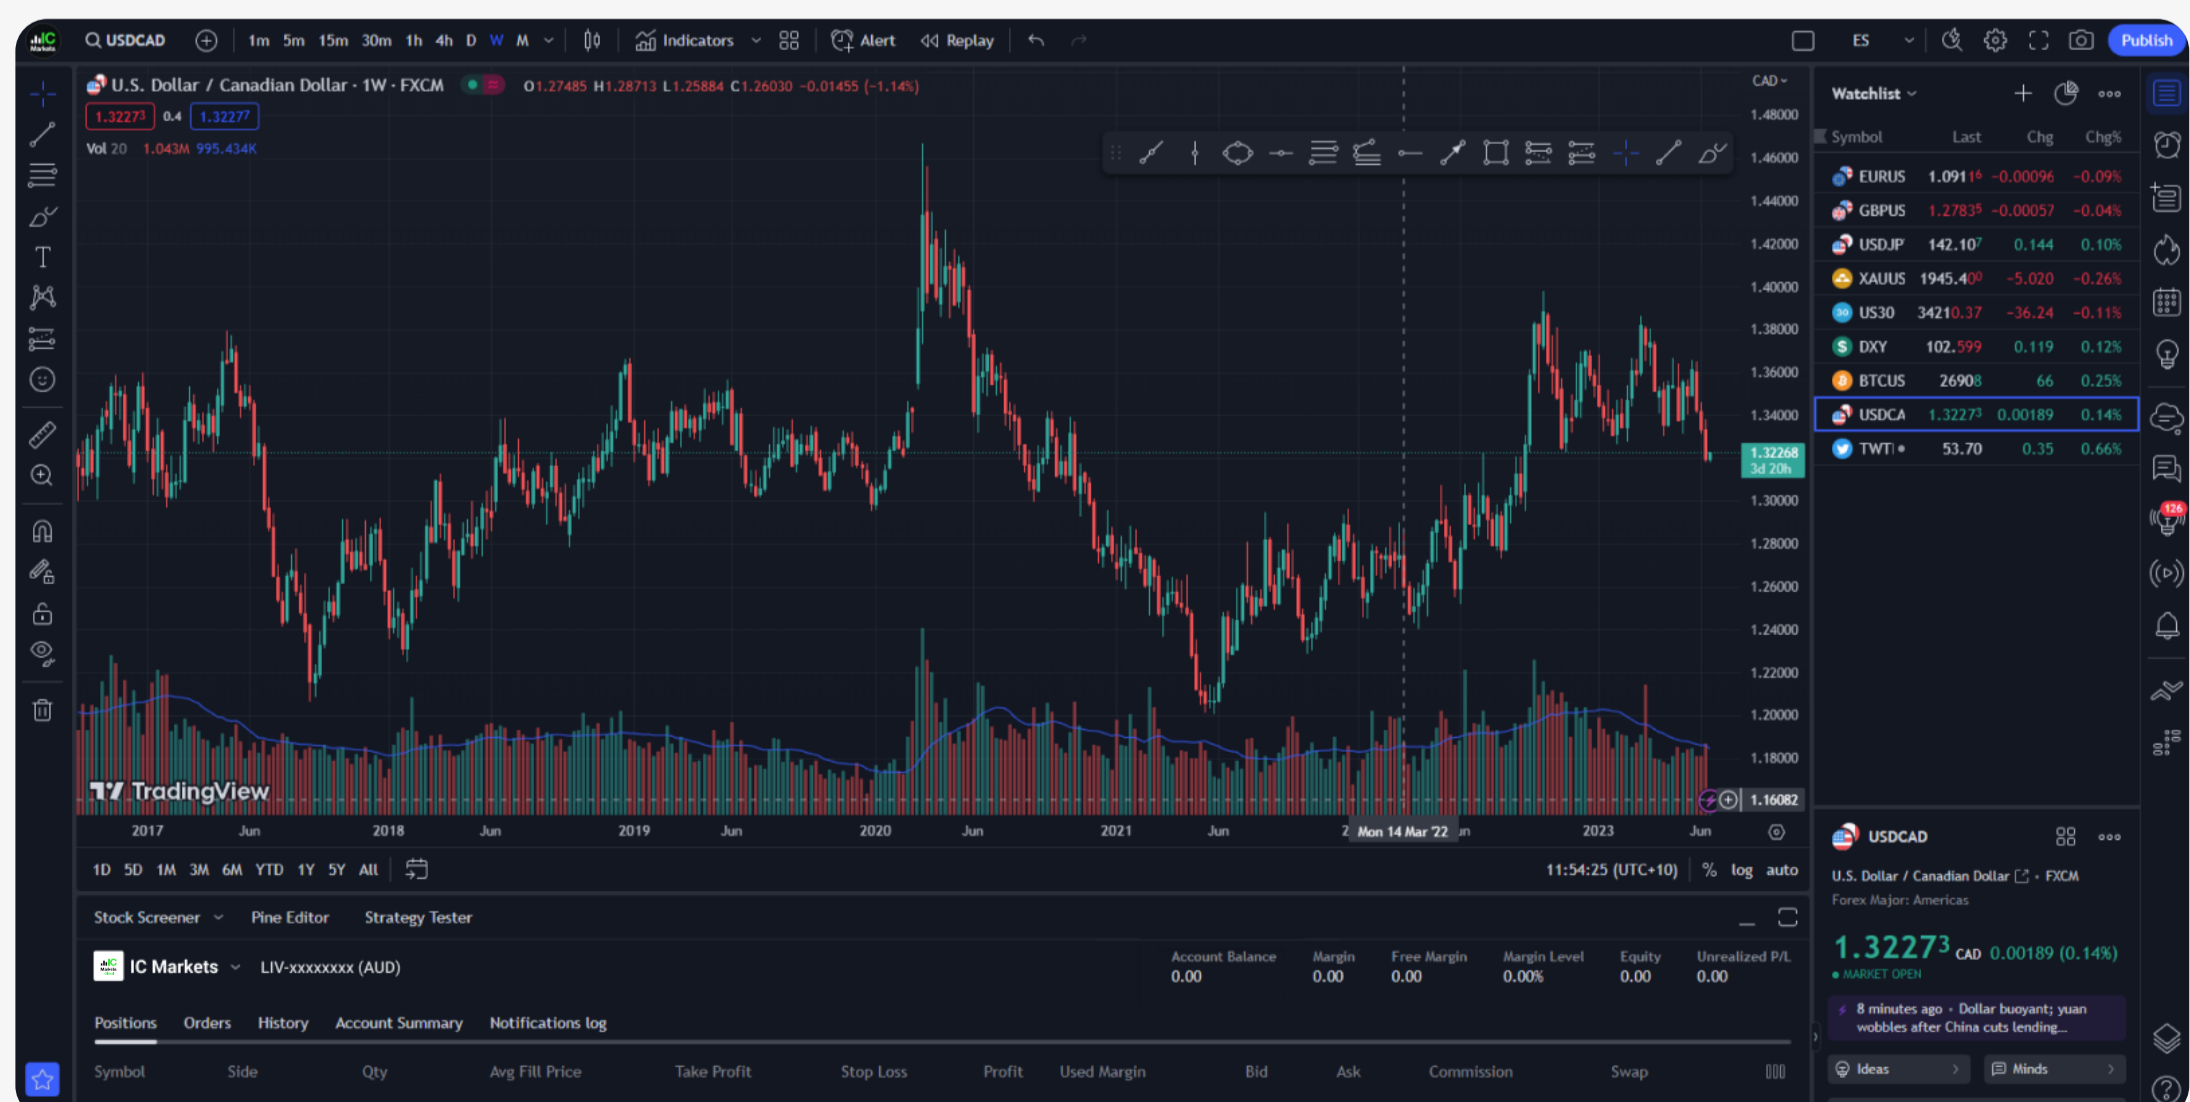 IC Markets
USDCAD 1m 5m 15m 30m 1h 4h D W M Indicators Alert Replay ES Publish
U.S. Dollar / Canadian Dollar · 1W · FXCM O1.27485 H1.28713 L1.25884 C1.26030 −0.01455 (−1.14%)
1.32273 0.4 1.32277
Vol 20 1.043M 995.434K
CAD
1.48000
1.46000
1.44000
1.42000
1.40000
1.38000
1.36000
1.34000
1.32268
3d 20h
1.30000
1.28000
1.26000
1.24000
1.22000
1.20000
1.18000
1.16082
TradingView
2017 Jun 2018 Jun 2019 Jun 2020 Jun 2021 Jun Mon 14 Mar '22 2023 Jun
1D 5D 1M 3M 6M YTD 1Y 5Y All 11:54:25 (UTC+10) % log auto
Stock Screener Pine Editor Strategy Tester
IC Markets LIV-xxxxxxxx (AUD)
Account Balance Margin Free Margin Margin Level Equity Unrealized P/L
0.00 0.00 0.00 0.00% 0.00 0.00
Positions Orders History Account Summary Notifications log
Symbol Side Qty Avg Fill Price Take Profit Stop Loss Profit Used Margin Bid Ask Commission Swap
Watchlist
Symbol Last Chg Chg%
EURUS 1.09116 −0.00096 −0.09%
GBPUS 1.27835 −0.00057 −0.04%
USDJP 142.107 0.144 0.10%
XAUUS 1945.400 −5.020 −0.26%
30 US30 34210.37 −36.24 −0.11%
$ DXY 102.599 0.119 0.12%
BTCUS 26908 66 0.25%
USDCA 1.32273 0.00189 0.14%
TWT 53.70 0.35 0.66%
126
USDCAD
U.S. Dollar / Canadian Dollar · FXCM
Forex Major: Americas
1.32273 CAD 0.00189 (0.14%)
MARKET OPEN
8 minutes ago · Dollar buoyant; yuan
wobbles after China cuts lending...
Ideas Minds